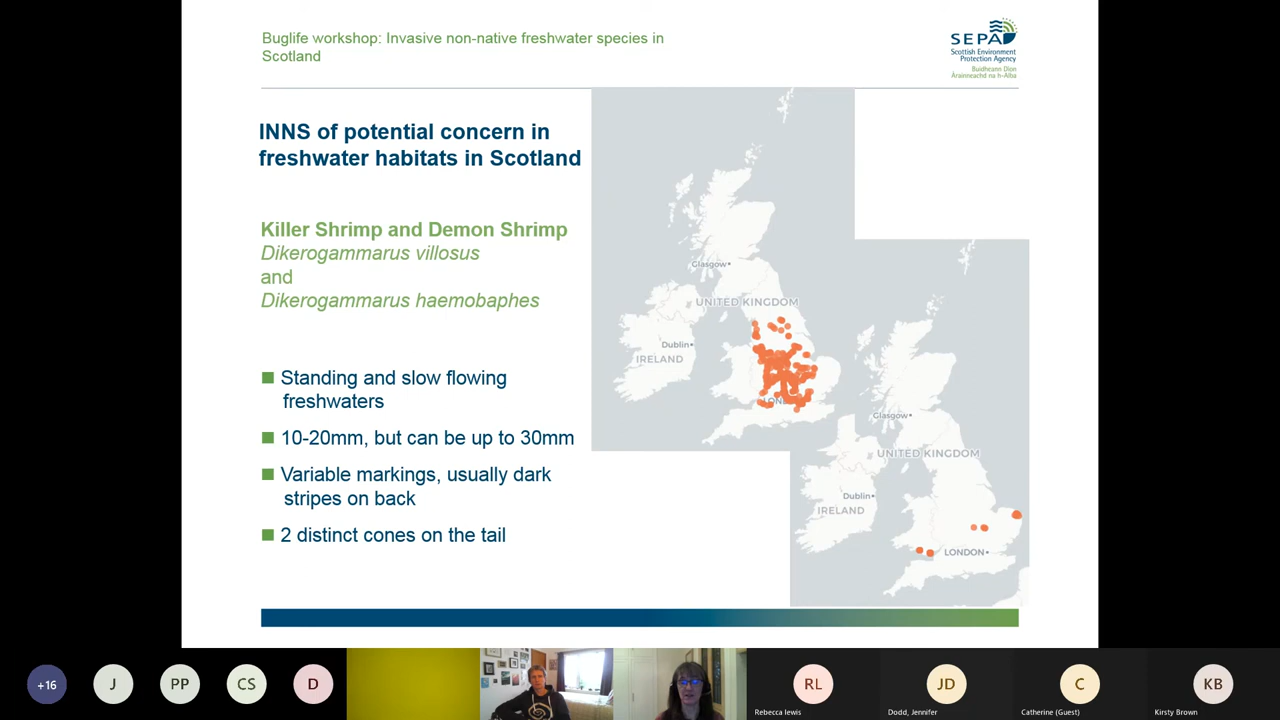 Buglife workshop: Invasive non-native freshwater species in
Scotland
SEPA
Scottish Environment
Protection Agency
Buidheann Dìon
Àrainneachd na h-Alba
INNS of potential concern in
freshwater habitats in Scotland
Killer Shrimp and Demon Shrimp
Dikerogammarus villosus
and
Dikerogammarus haemobaphes
Standing and slow flowing
freshwaters
10-20mm, but can be up to 30mm
Variable markings, usually dark
stripes on back
2 distinct cones on the tail
Glasgow
UNITED KINGDOM
Dublin
IRELAND
LON
Glasgow
UNITED KINGDOM
Dublin
IRELAND
LONDON
+16
J
PP
CS
D
RL
JD
C
KB
Rebecca lewis
Dodd, Jennifer
Catherine (Guest)
Kirsty Brown